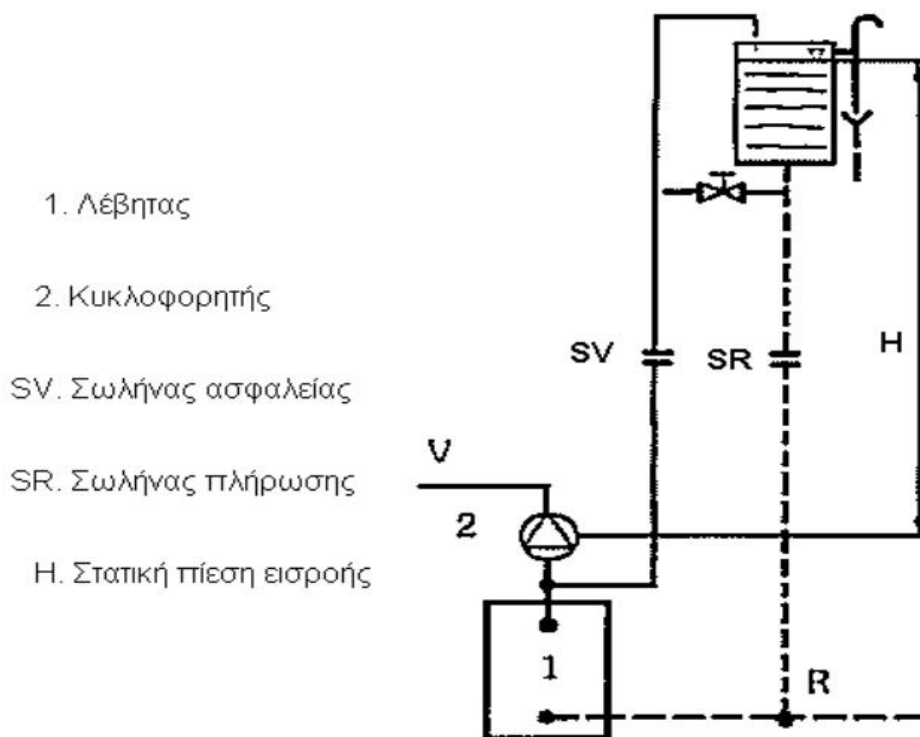 1. Λέβητας
2. Κυκλοφορητής
SV. Σωλήνας ασφαλείας
SR. Σωλήνας πλήρωσης
H. Στατική πίεση εισροής
SV
SR
H
V
2
1
R